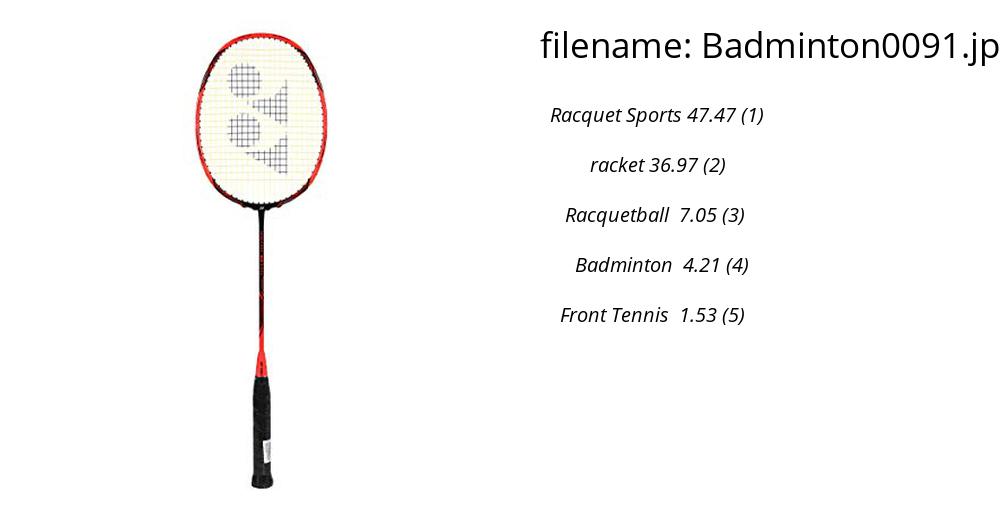 filename: Badminton0091.jp
Racquet Sports 47.47 (1)
racket 36.97 (2)
Racquetball 7.05 (3)
Badminton 4.21 (4)
Front Tennis 1.53 (5)